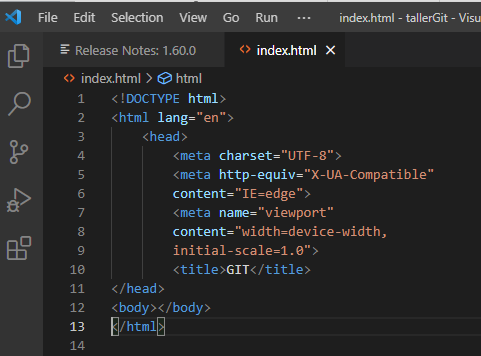 File Edit Selection View Go Run ··· index.html - tallerGit - Visu
Release Notes: 1.60.0 <> index.html ×
<> index.html > html
1 <!DOCTYPE html>
2 <html lang="en">
3 <head>
4 <meta charset="UTF-8">
5 <meta http-equiv="X-UA-Compatible"
6 content="IE=edge">
7 <meta name="viewport"
8 content="width=device-width,
9 initial-scale=1.0">
10 <title>GIT</title>
11 </head>
12 <body></body>
13 </html>
14